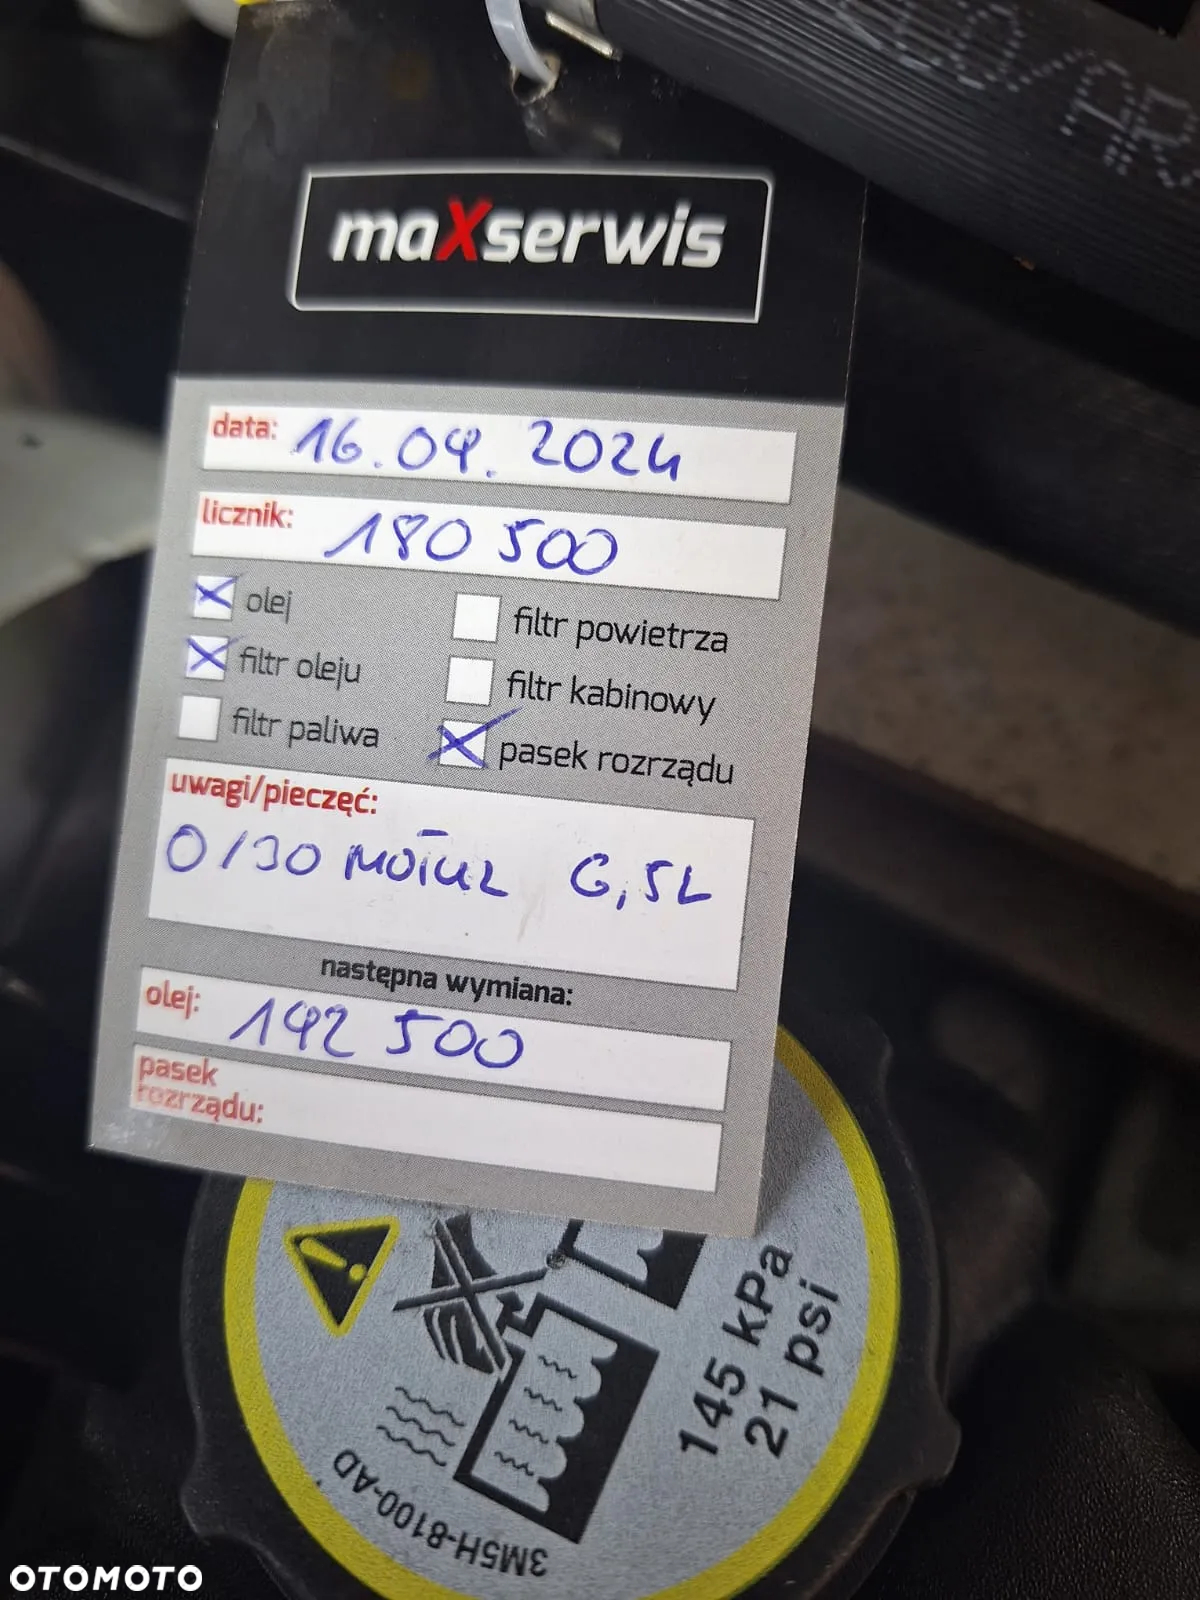 maXserwis
data: 16.04.2024
licznik: 180 500
olej
filtr powietrza
filtr oleju
filtr kabinowy
filtr paliwa
pasek rozrządu
uwagi/pieczęć:
0/30 MOTUL 6,5L
następna wymiana:
olej: 192 500
pasek
rozrządu:
145 kPa
21 psi
3M5H-8100-AD
OTOMOTO